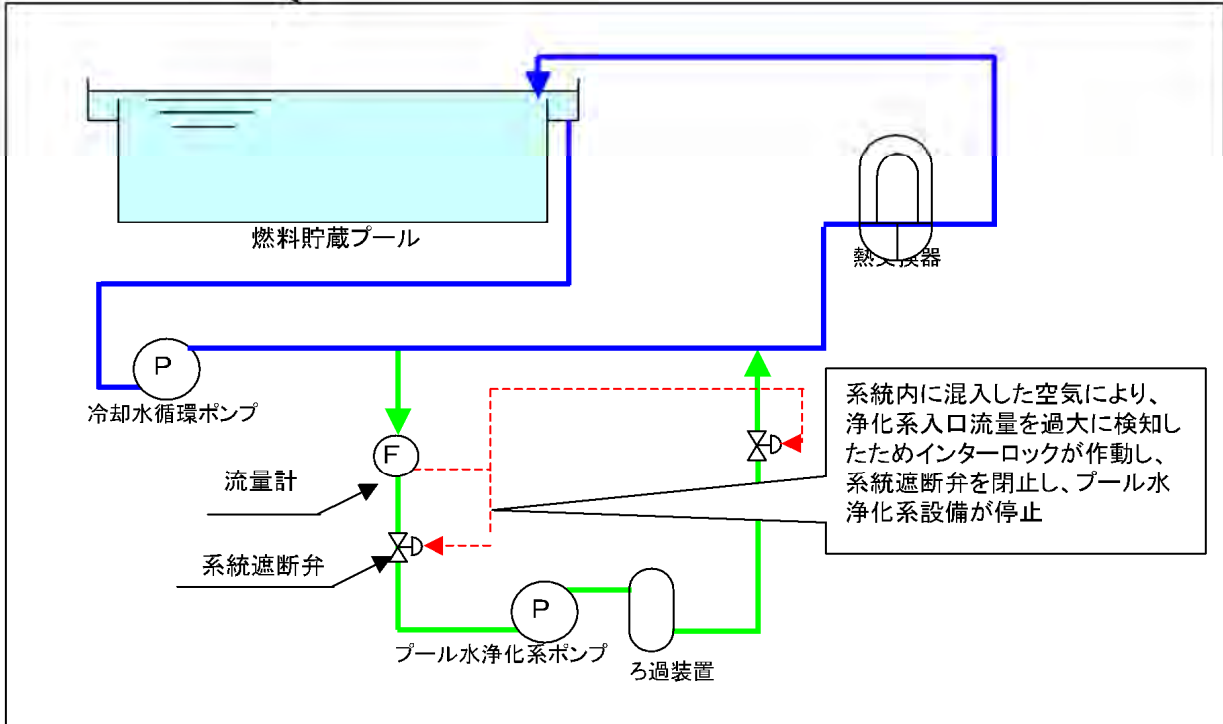 燃料貯蔵プール
熱交換器
P
冷却水循環ポンプ
系統内に混入した空気により、
浄化系入口流量を過大に検知し
たためインターロックが作動し、
系統遮断弁を閉止し、プール水
浄化系設備が停止
F
流量計
系統遮断弁
P
プール水浄化系ポンプ
ろ過装置